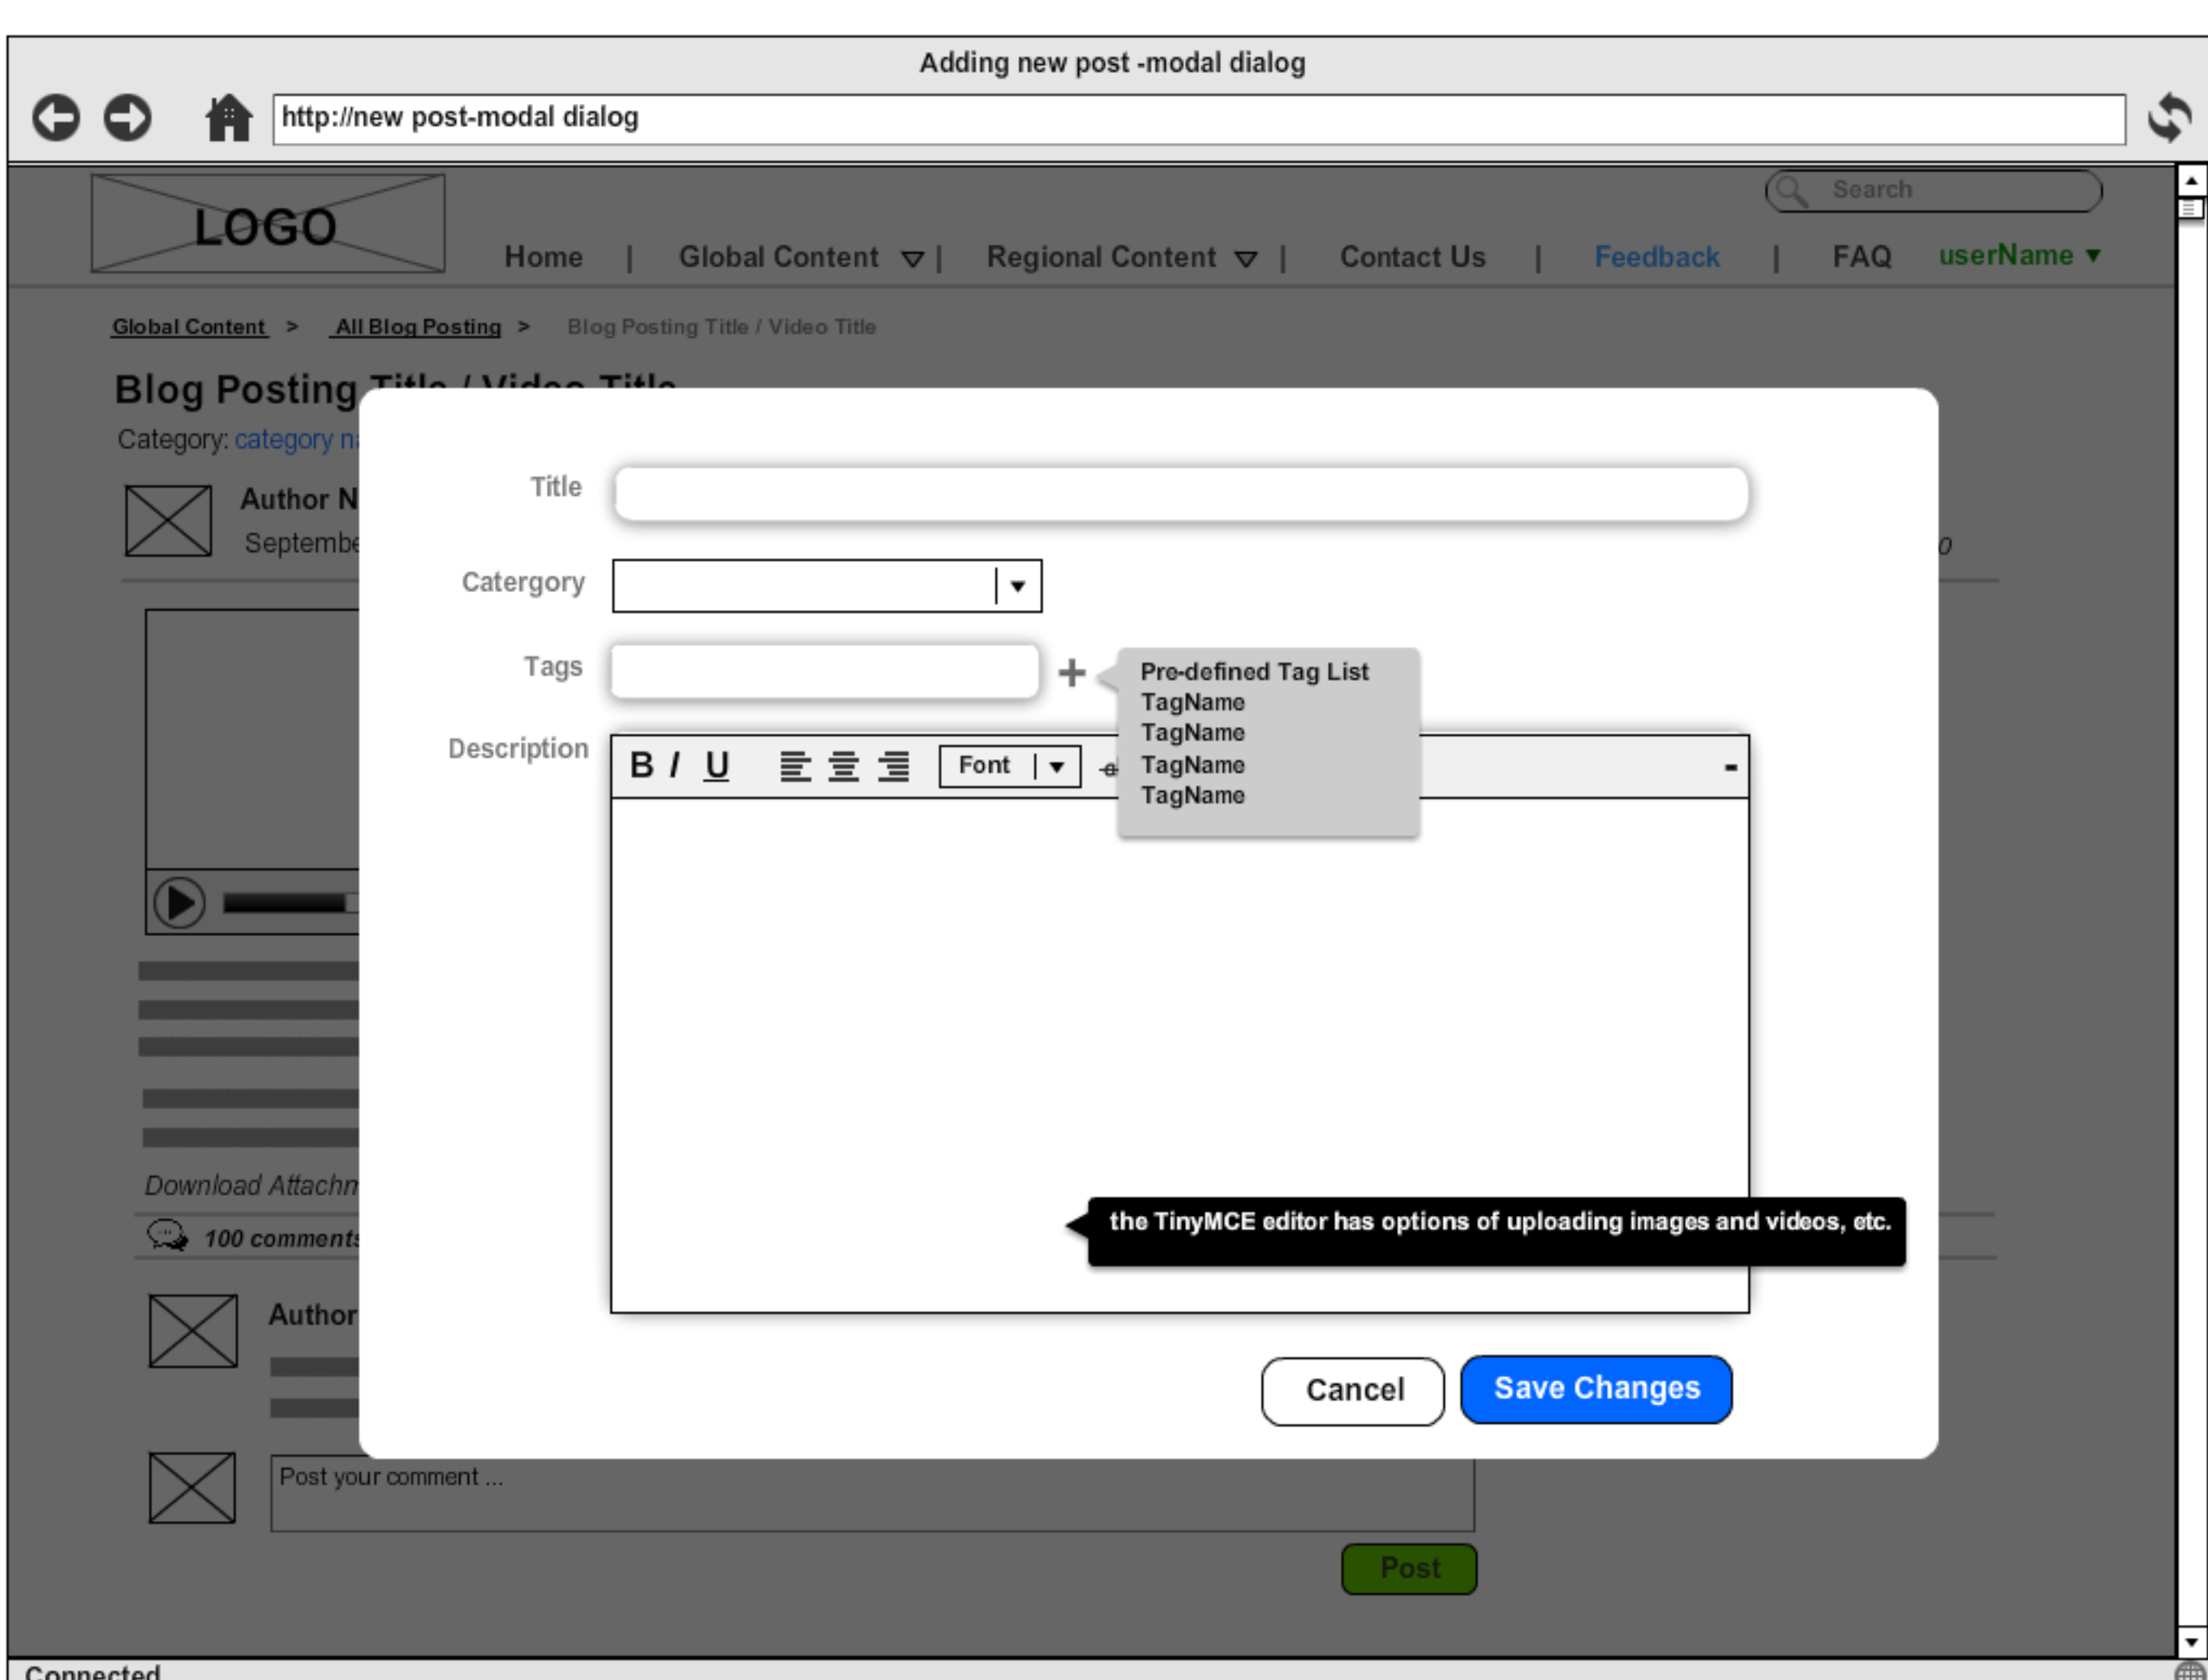 Adding new post -modal dialog
http://new post-modal dialog
LOGO
Search
Home | Global Content | Regional Content | Contact Us | Feedback | FAQ userName
Global Content > All Blog Posting > Blog Posting Title / Video Title
Blog Posting Title / Video Title
Category: category
Title
Author
Catergory
Tags
Pre-defined Tag List
TagName
TagName
TagName
TagName
Description
B I U Font
Download
the TinyMCE editor has options of uploading images and videos, etc.
100 comments
Author
Cancel Save Changes
Post your comment ...
Post
Connected